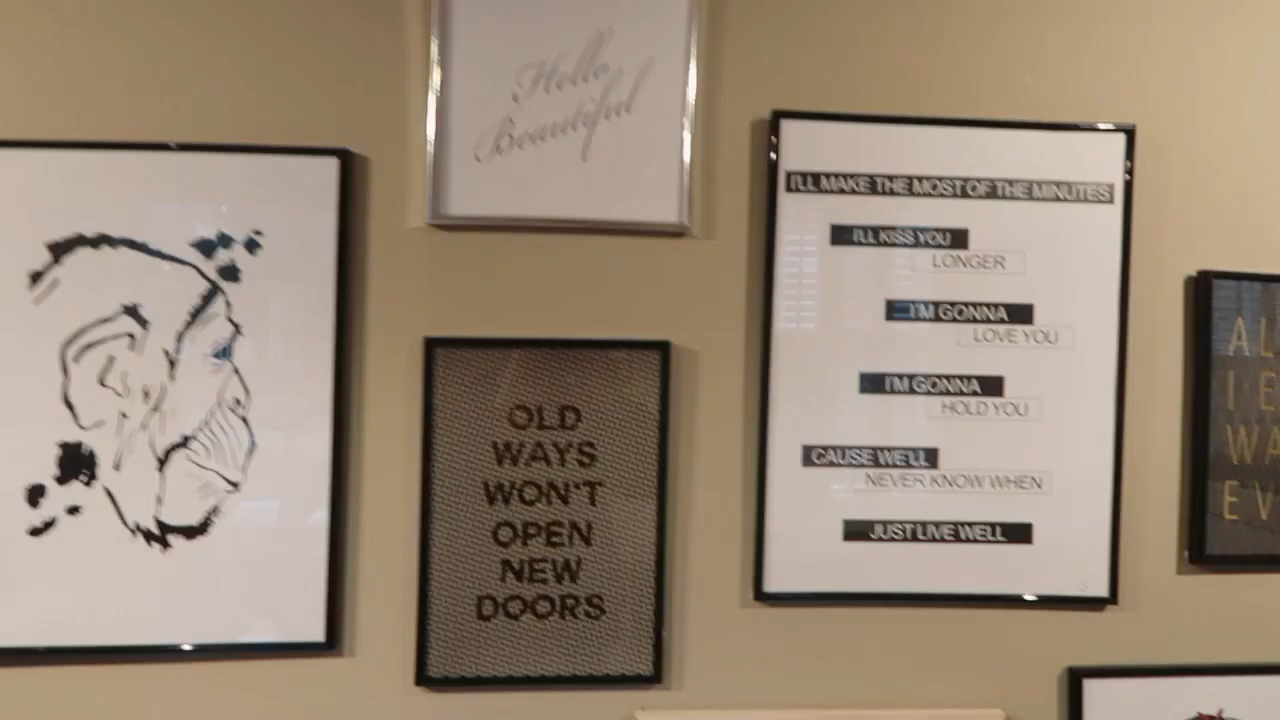 Hello
Beautiful
OLD
WAYS
WON'T
OPEN
NEW
DOORS
I'LL MAKE THE MOST OF THE MINUTES
I'LL KISS YOU
LONGER
I'M GONNA
LOVE YOU
I'M GONNA
HOLD YOU
CAUSE WE'LL
NEVER KNOW WHEN
JUST LIVE WELL